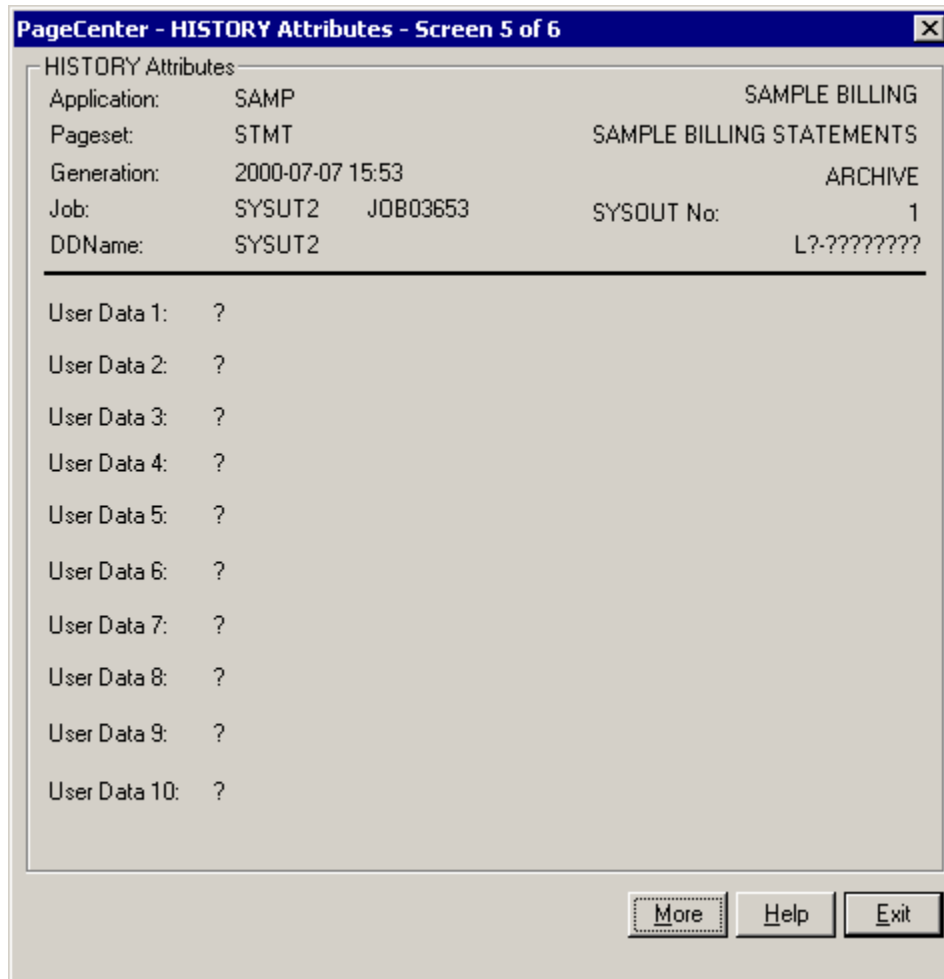 PageCenter - HISTORY Attributes - Screen 5 of 6
HISTORY Attributes
Application: SAMP SAMPLE BILLING
Pageset: STMT SAMPLE BILLING STATEMENTS
Generation: 2000-07-07 15:53 ARCHIVE
Job: SYSUT2 JOB03653 SYSOUT No: 1
DDName: SYSUT2 L?-????????
User Data 1: ?
User Data 2: ?
User Data 3: ?
User Data 4: ?
User Data 5: ?
User Data 6: ?
User Data 7: ?
User Data 8: ?
User Data 9: ?
User Data 10: ?
More Help Exit